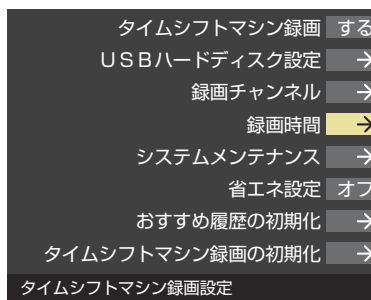 タイムシフトマシン録画 する
ＵＳＢハードディスク設定 →
録画チャンネル →
録画時間 →
システムメンテナンス →
省エネ設定 オフ
おすすめ履歴の初期化 →
タイムシフトマシン録画の初期化 →
タイムシフトマシン録画設定